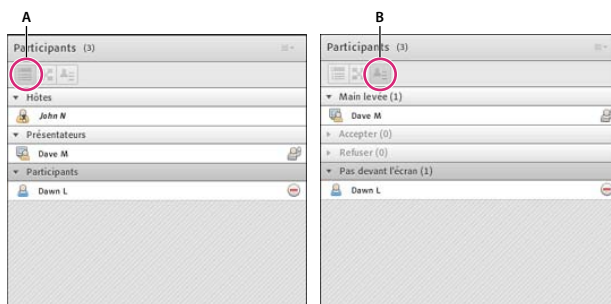 A
Participants (3)
Hôtes
John N
Présentateurs
Dave M
Participants
Dawn L
B
Participants (3)
Main levée (1)
Dave M
Accepter (0)
Refuser (0)
Pas devant l'écran (1)
Dawn L